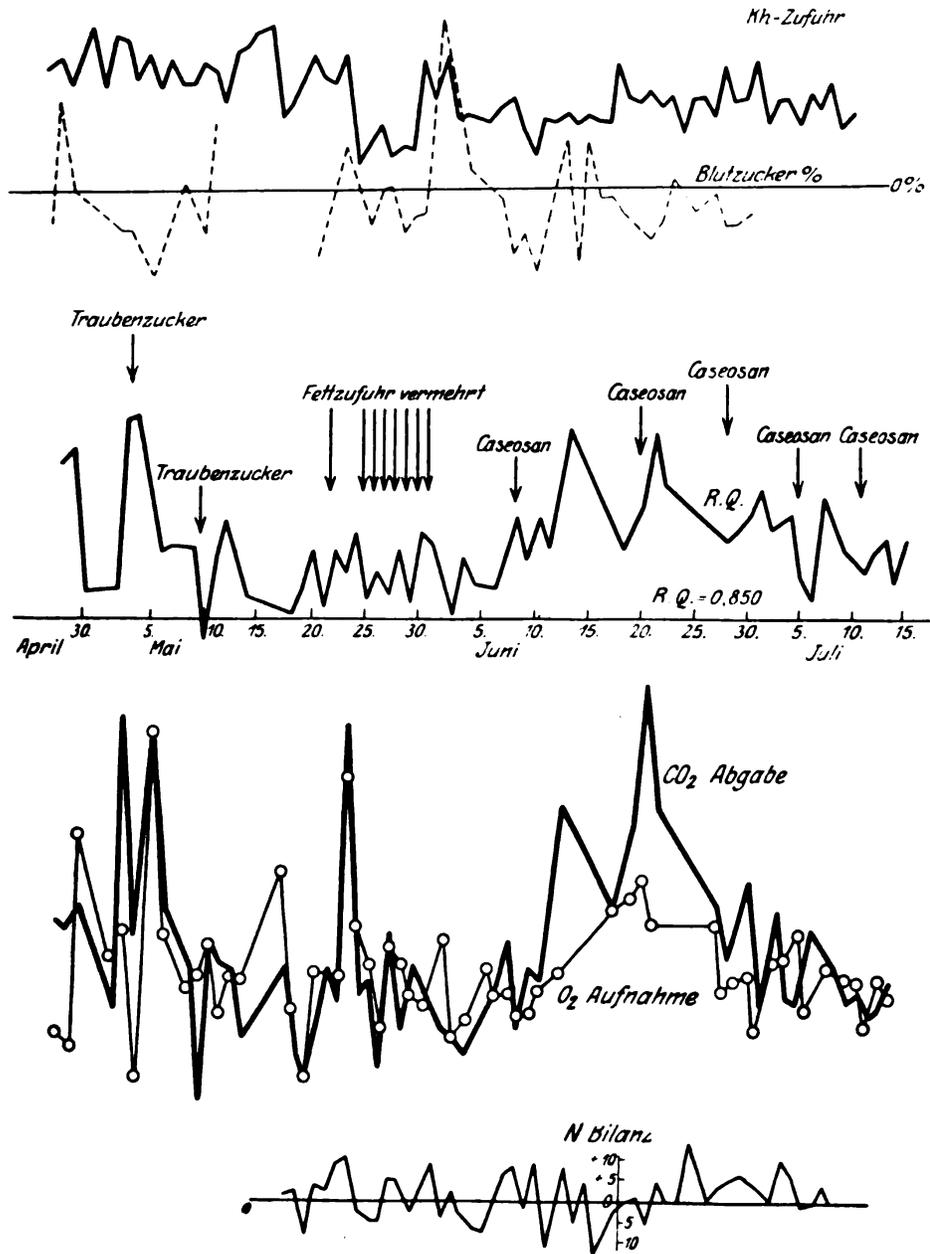 Kh-Zufuhr
Blutzucker %
0%
Traubenzucker
Traubenzucker
Fettzufuhr vermehrt
Caseosan
Caseosan
Caseosan
Caseosan
Caseosan
R.Q.
R.Q. = 0,850
30. 5. 10. 15. 20. 25. 30. 5. 10. 15. 20. 25. 30. 5. 10. 15.
April Mai Juni Juli
CO2 Abgabe
O2 Aufnahme
N Bilanz
+ 10
+ 5
0
0
5
10